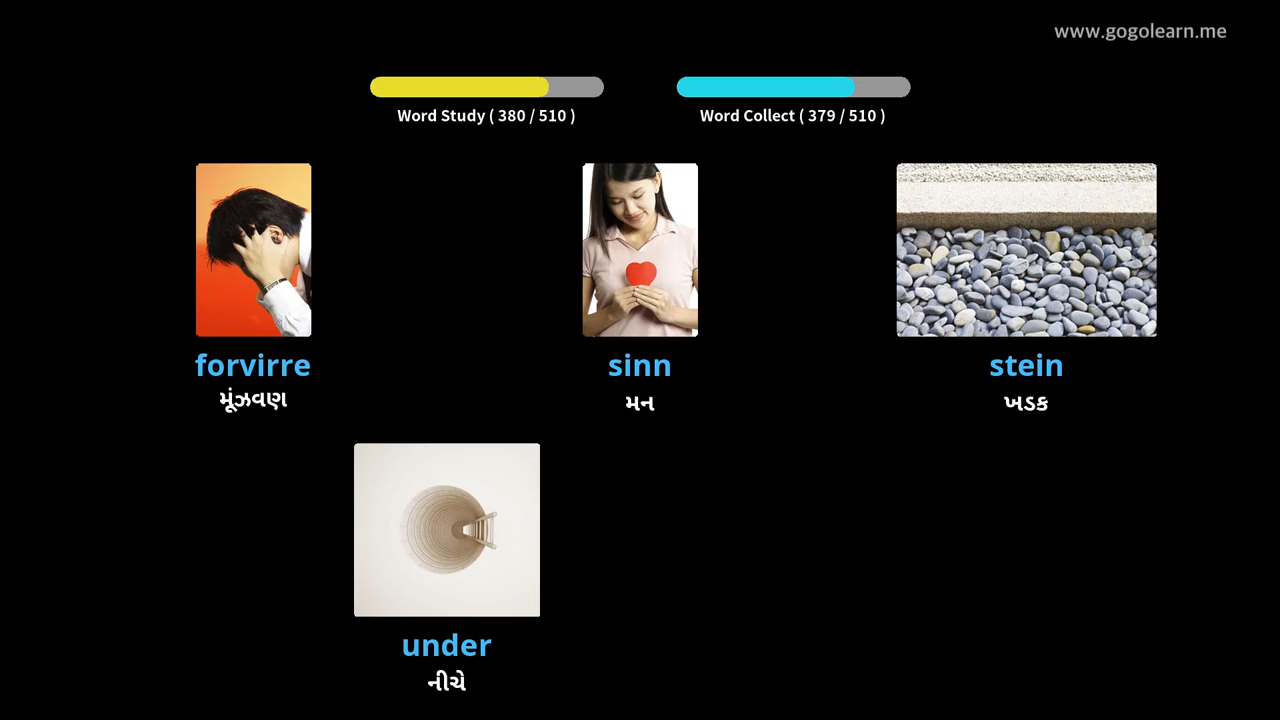 www.gogolearn.me
Word Study ( 380 / 510 )
Word Collect ( 379 / 510 )
forvirre
મૂંઝવણ
sinn
મન
stein
ખડક
under
નીચે